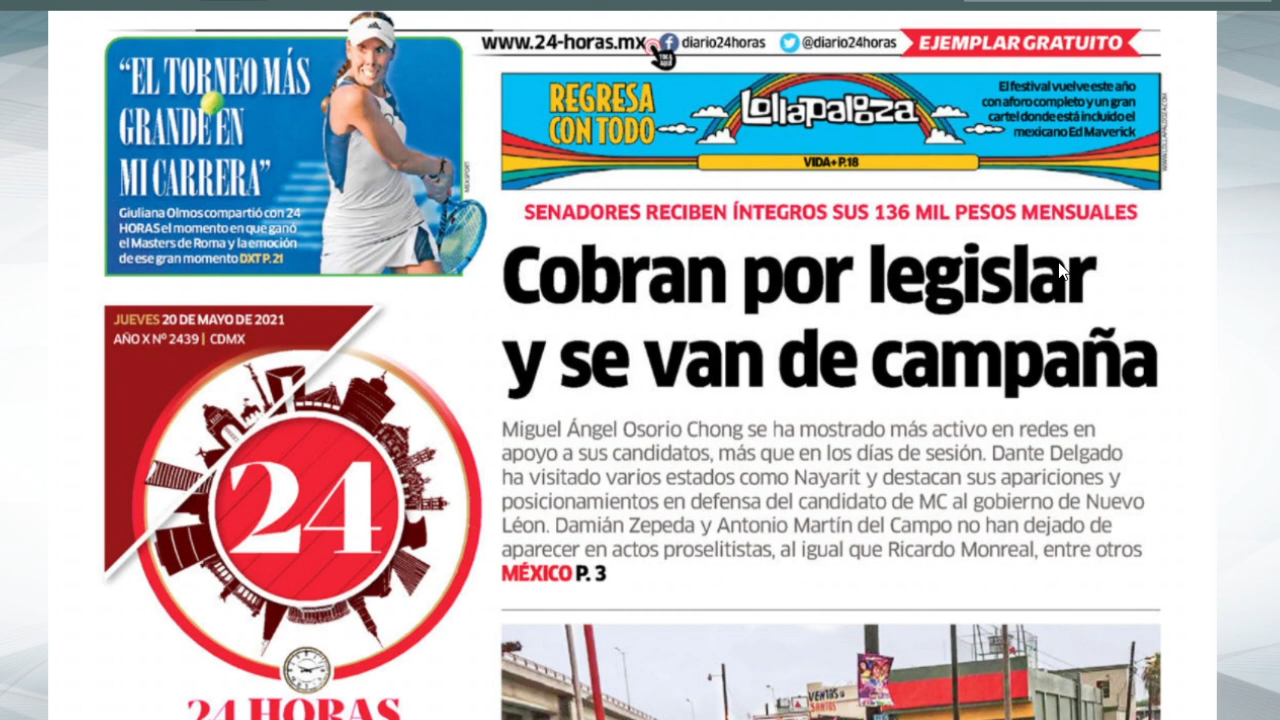 “EL TORNEO MÁS
GRANDE EN
MI CARRERA”
Giuliana Olmos compartió con 24
HORAS el momento en que ganó
el Masters de Roma y la emoción
de ese gran momento DXT P. 21
MEXSPORT
www.24-horas.mx
TOCA
AQUÍ
diario24horas
@diario24horas
EJEMPLAR GRATUITO
REGRESA
CON TODO
Lollapalooza
El festival vuelve este año
con aforo completo y un gran
cartel donde está incluido el
mexicano Ed Maverick
VIDA+ P.18
WWW.LOLLAPALOOZA.COM
SENADORES RECIBEN ÍNTEGROS SUS 136 MIL PESOS MENSUALES
Cobran por legislar
y se van de campaña
Miguel Ángel Osorio Chong se ha mostrado más activo en redes en
apoyo a sus candidatos, más que en los días de sesión. Dante Delgado
ha visitado varios estados como Nayarit y destacan sus apariciones y
posicionamientos en defensa del candidato de MC al gobierno de Nuevo
Léon. Damián Zepeda y Antonio Martín del Campo no han dejado de
aparecer en actos proselitistas, al igual que Ricardo Monreal, entre otros
MÉXICO P. 3
JUEVES 20 DE MAYO DE 2021
AÑO X Nº 2439 | CDMX
24
24 HORAS
VENTAS
SANTOS